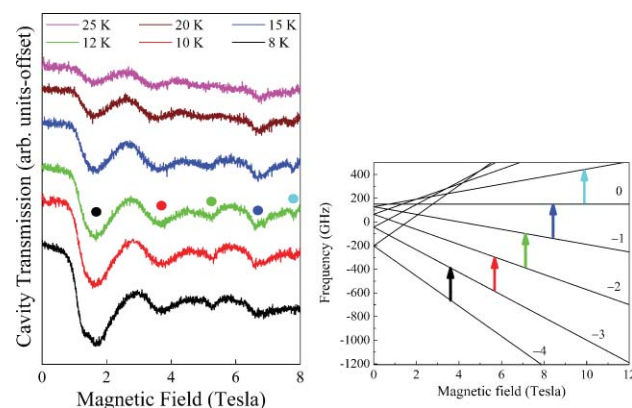 25 K 20 K 15 K
12 K 10 K 8 K
Cavity Transmission (arb. units-offset)
0 2 4 6 8
Magnetic Field (Tesla)
400
200
0
-200
-400
-600
-800
-1000
-1200
Frequency (GHz)
0
−1
−2
−3
−4
0 2 4 6 8 10 12
Magnetic field (Tesla)